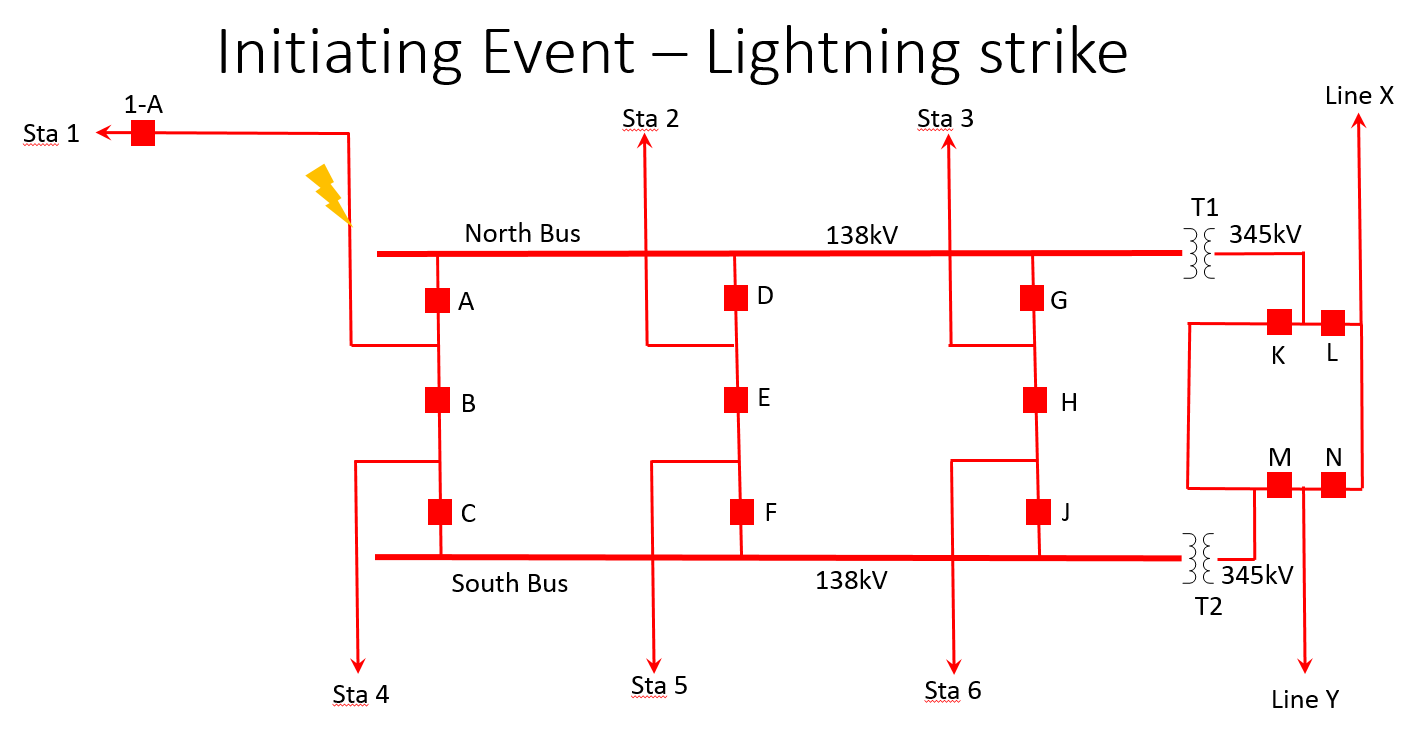 Initiating Event – Lightning strike
Line X
1-A
Sta 1
Sta 2
Sta 3
T1
North Bus
138kV
345kV
A
D
G
K
L
B
E
H
M
N
C
F
J
South Bus
138kV
345kV
T2
Sta 4
Sta 5
Sta 6
Line Y